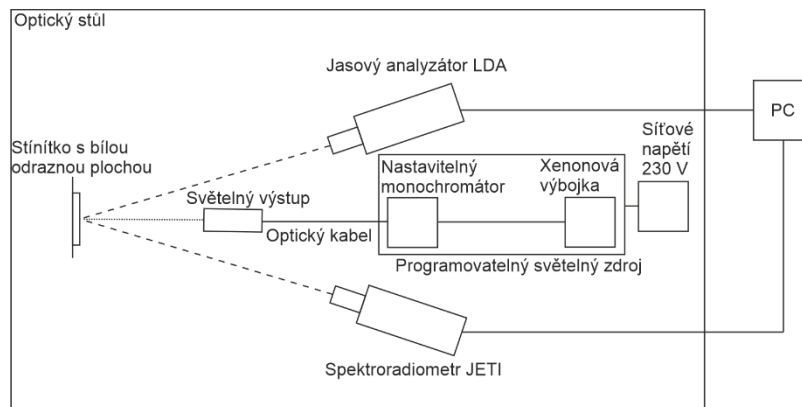 Optický stůl
Jasový analyzátor LDA
PC
Síťové
napětí
230 V
Stínítko s bílou
odraznou plochou
Nastavitelný
monochromátor
Xenonová
výbojka
Světelný výstup
Optický kabel
Programovatelný světelný zdroj
Spektroradiometr JETI